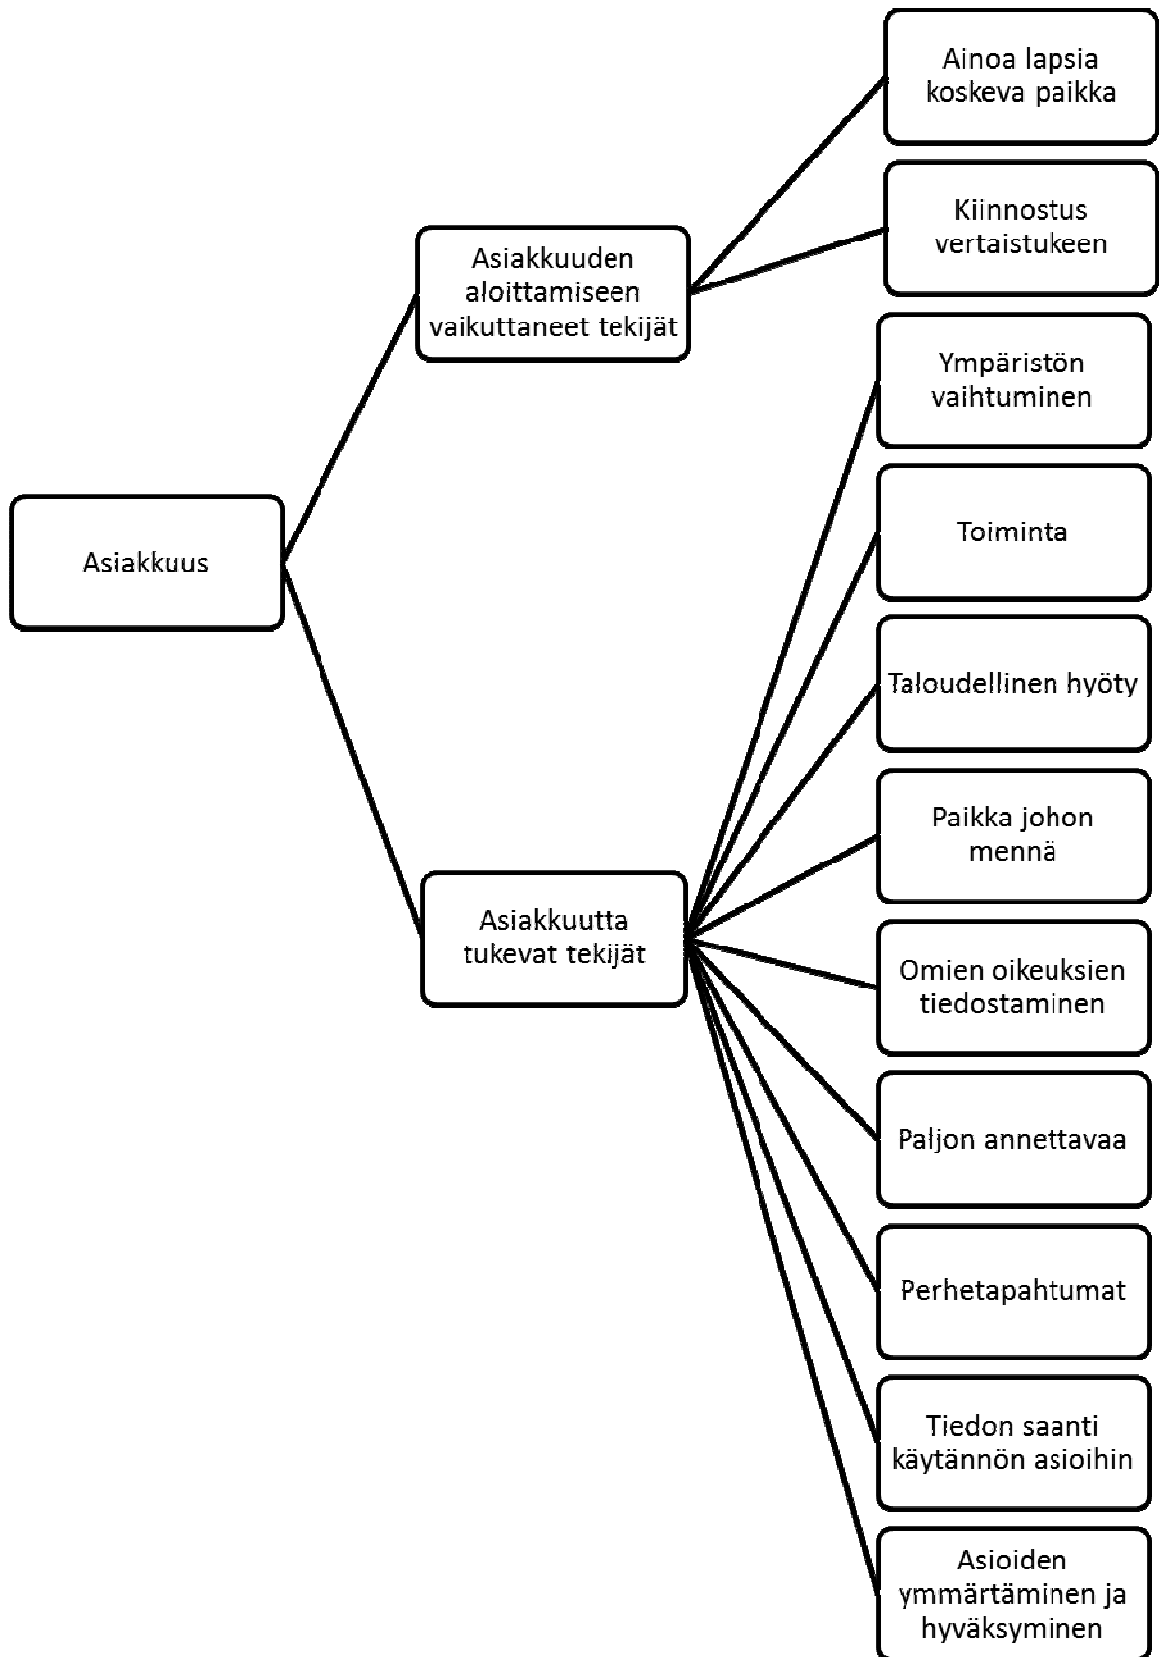 Ainoa lapsia
koskeva paikka
Kiinnostus
vertaistukeen
Asiakkuuden
aloittamiseen
vaikuttaneet tekijät
Ympäristön
vaihtuminen
Toiminta
Asiakkuus
Taloudellinen hyöty
Paikka johon
mennä
Asiakkuutta
tukevat tekijät
Omien oikeuksien
tiedostaminen
Paljon annettavaa
Perhetapahtumat
Tiedon saanti
käytännön asioihin
Asioiden
ymmärtäminen ja
hyväksyminen